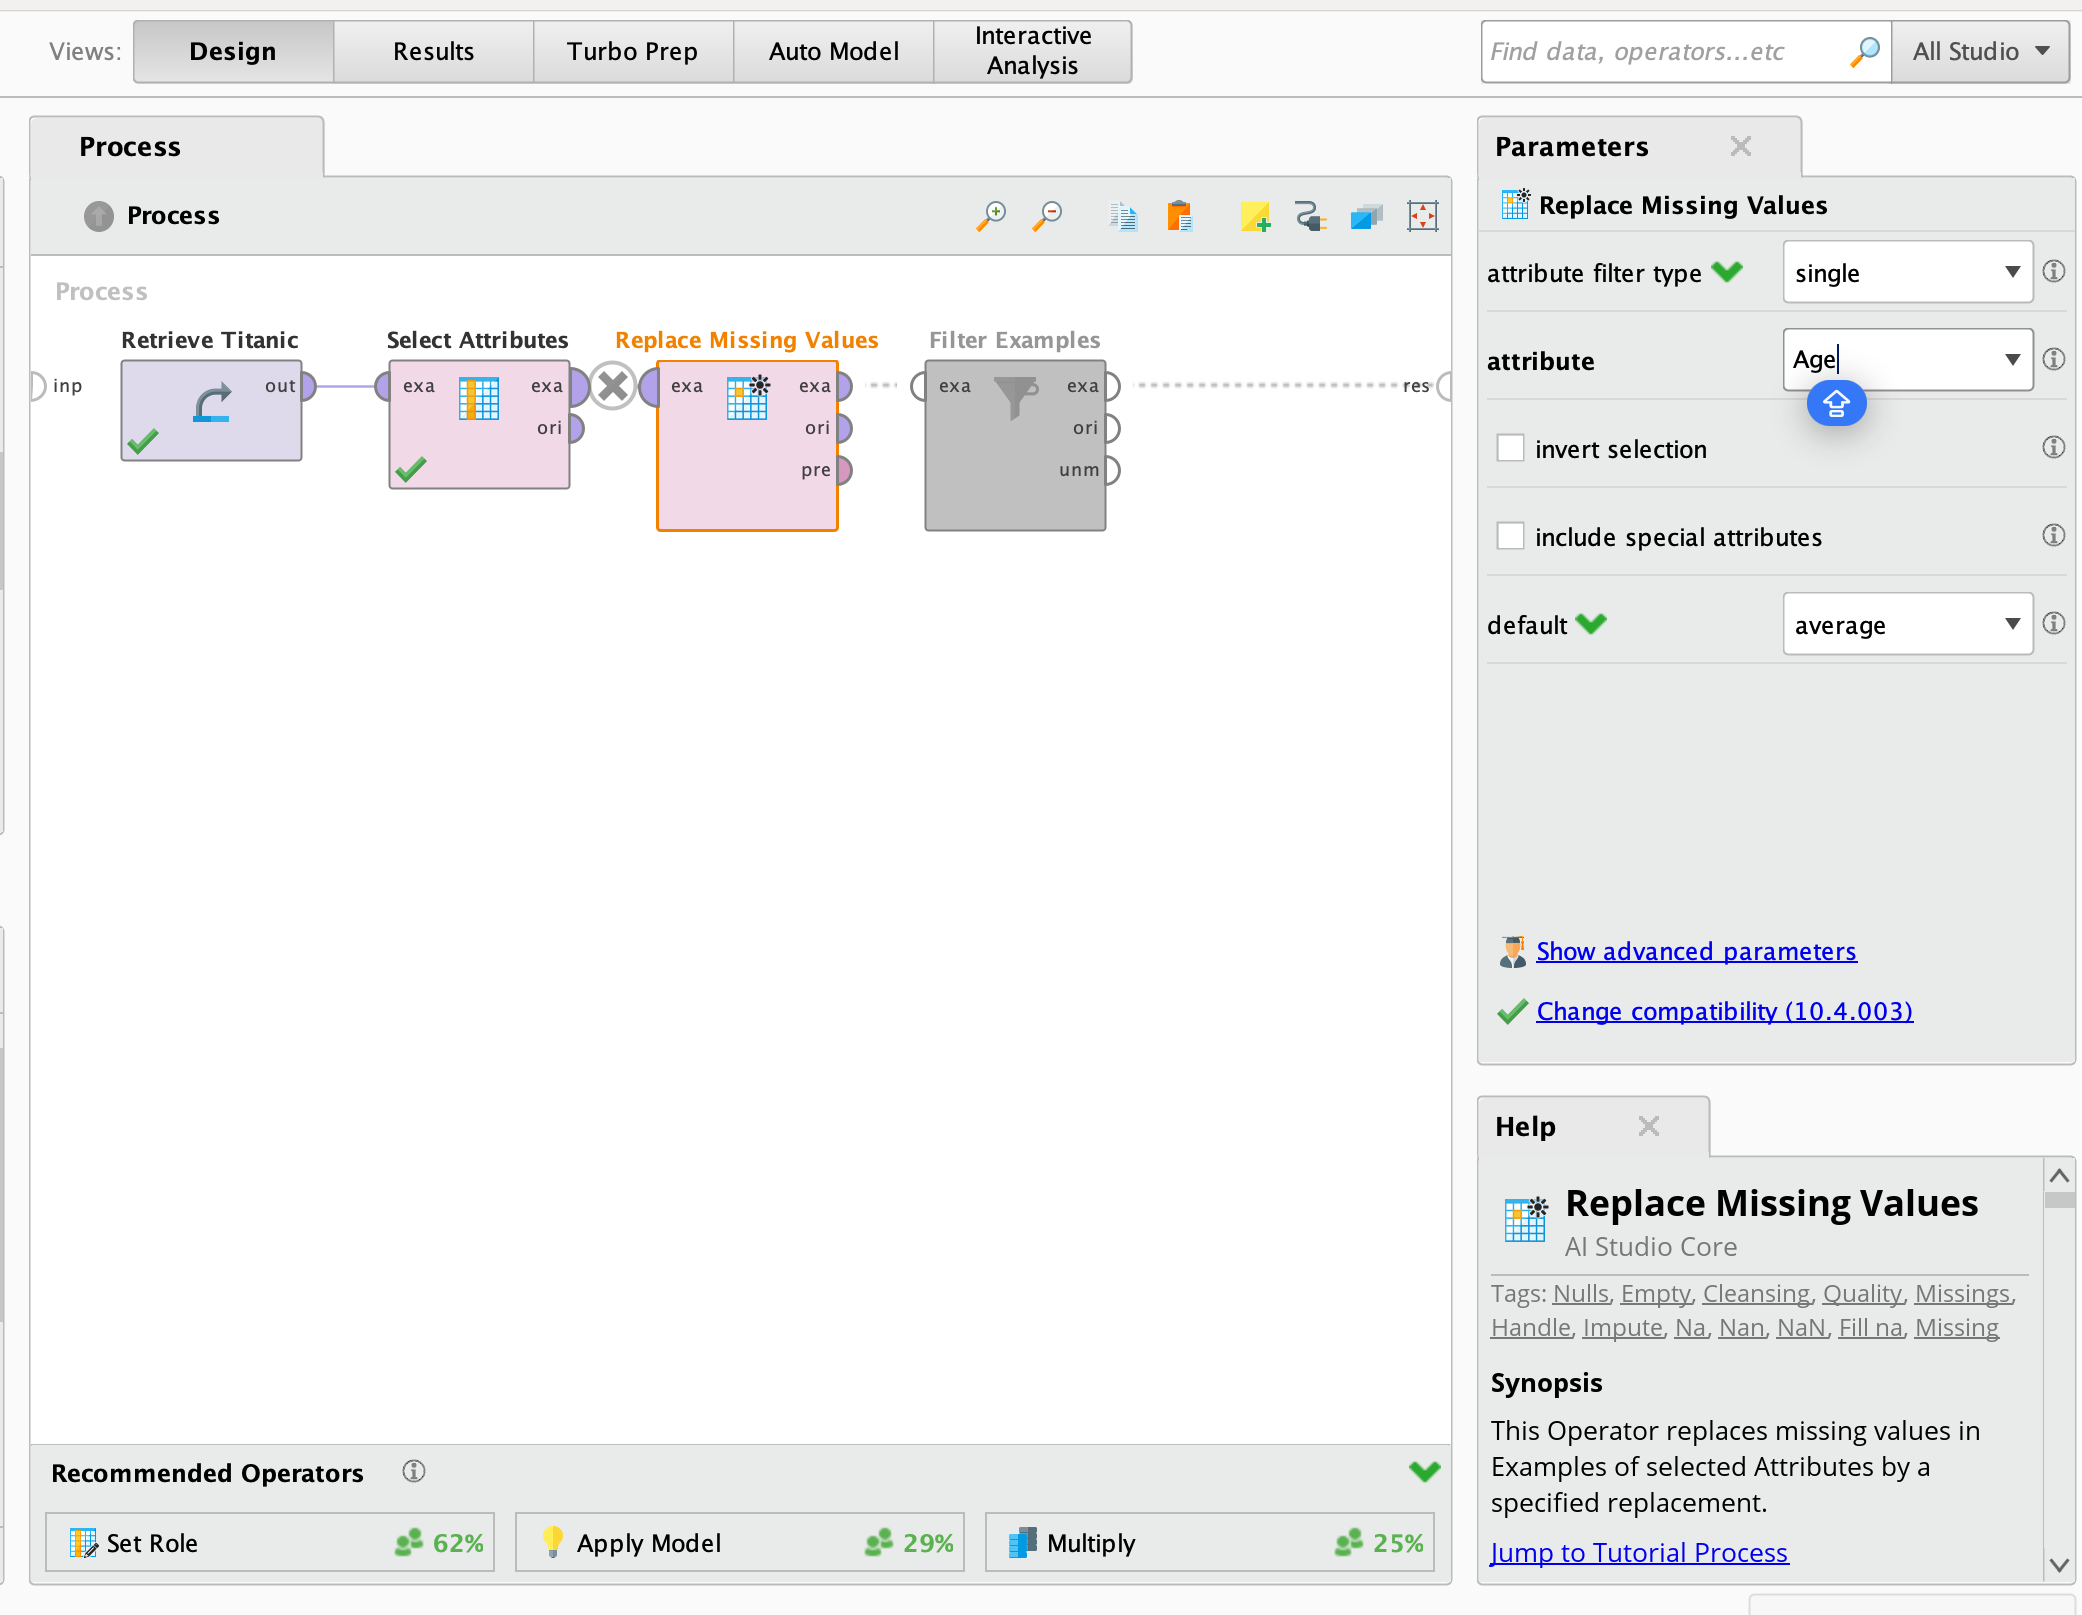 Views:
Design
Results
Turbo Prep
Auto Model
Interactive
Analysis
Find data, operators...etc
All Studio
Process
Process
Process
Retrieve Titanic
Select Attributes
Replace Missing Values
Filter Examples
inp
out
exa
exa
ori
exa
exa
ori
pre
exa
exa
ori
unm
res
Recommended Operators
Set Role
62%
Apply Model
29%
Multiply
25%
Parameters
Replace Missing Values
attribute filter type
single
attribute
Age
invert selection
include special attributes
default
average
Show advanced parameters
Change compatibility (10.4.003)
Help
Replace Missing Values
AI Studio Core
Tags: Nulls, Empty, Cleansing, Quality, Missings,
Handle, Impute, Na, Nan, NaN, Fill na, Missing
Synopsis
This Operator replaces missing values in
Examples of selected Attributes by a
specified replacement.
Jump to Tutorial Process